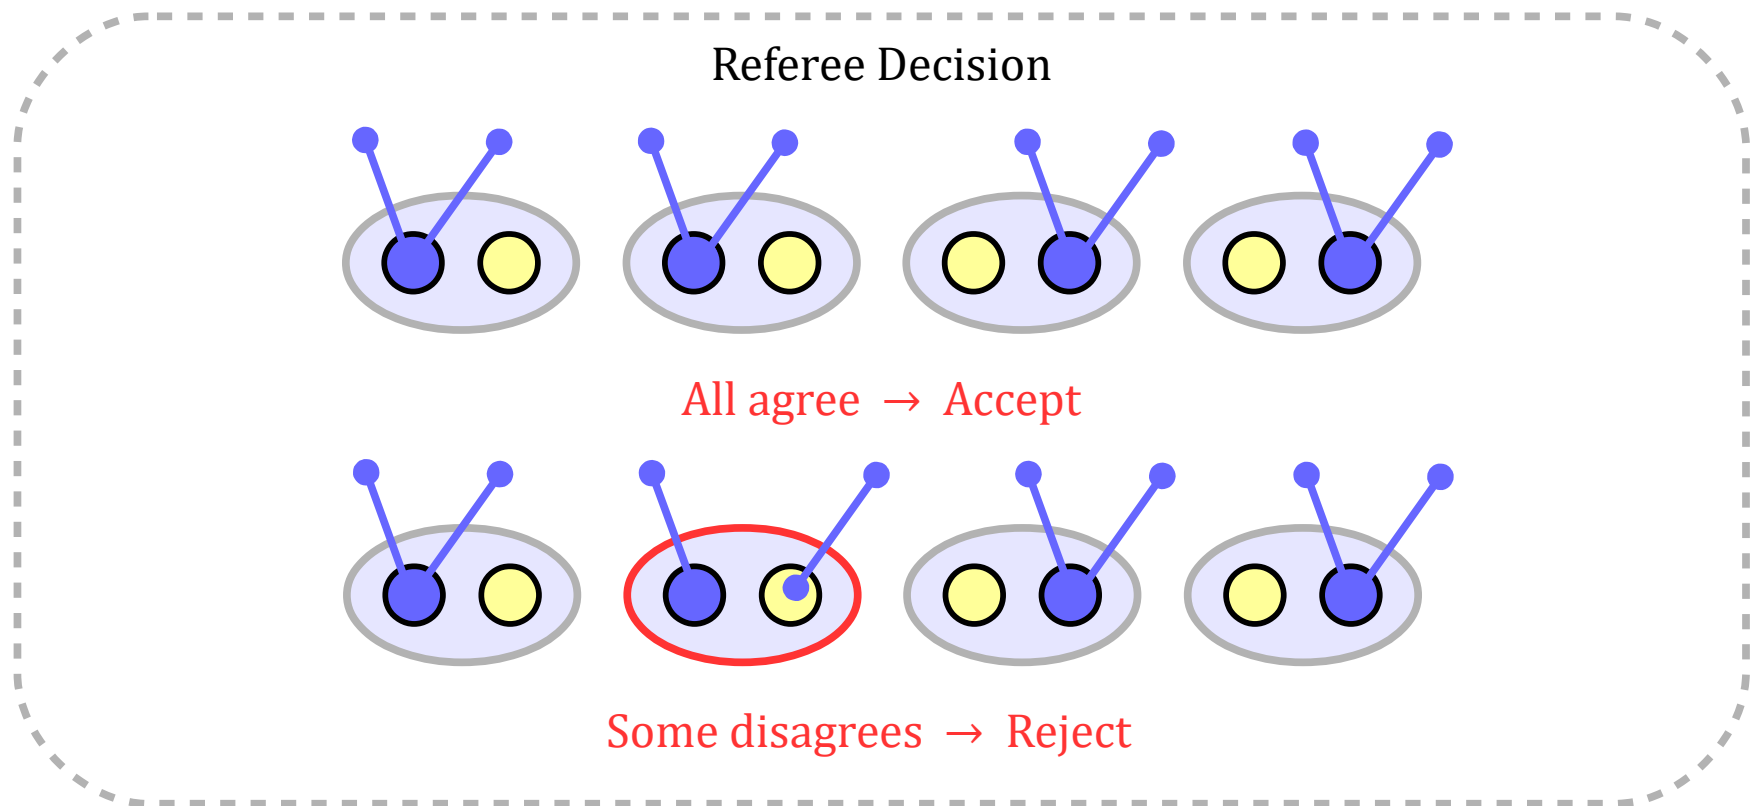 Referee Decision
All agree → Accept
Some disagrees → Reject